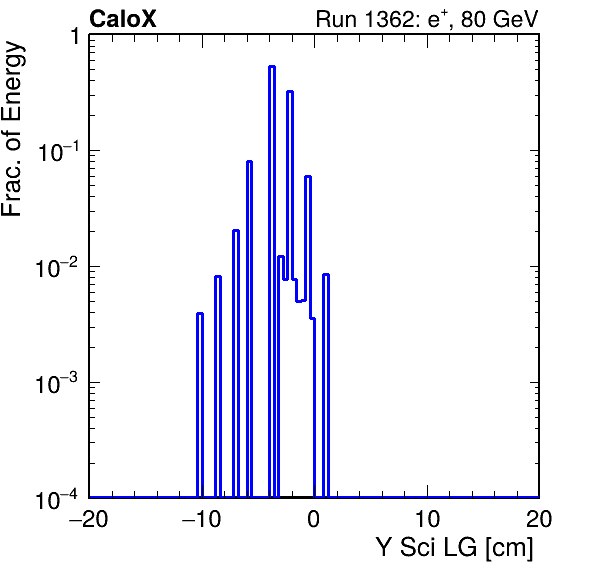 CaloX Run 1362: e⁺, 80 GeV
Frac. of Energy
1
10⁻¹
10⁻²
10⁻³
10⁻⁴
−20 −10 0 10 20
Y Sci LG [cm]